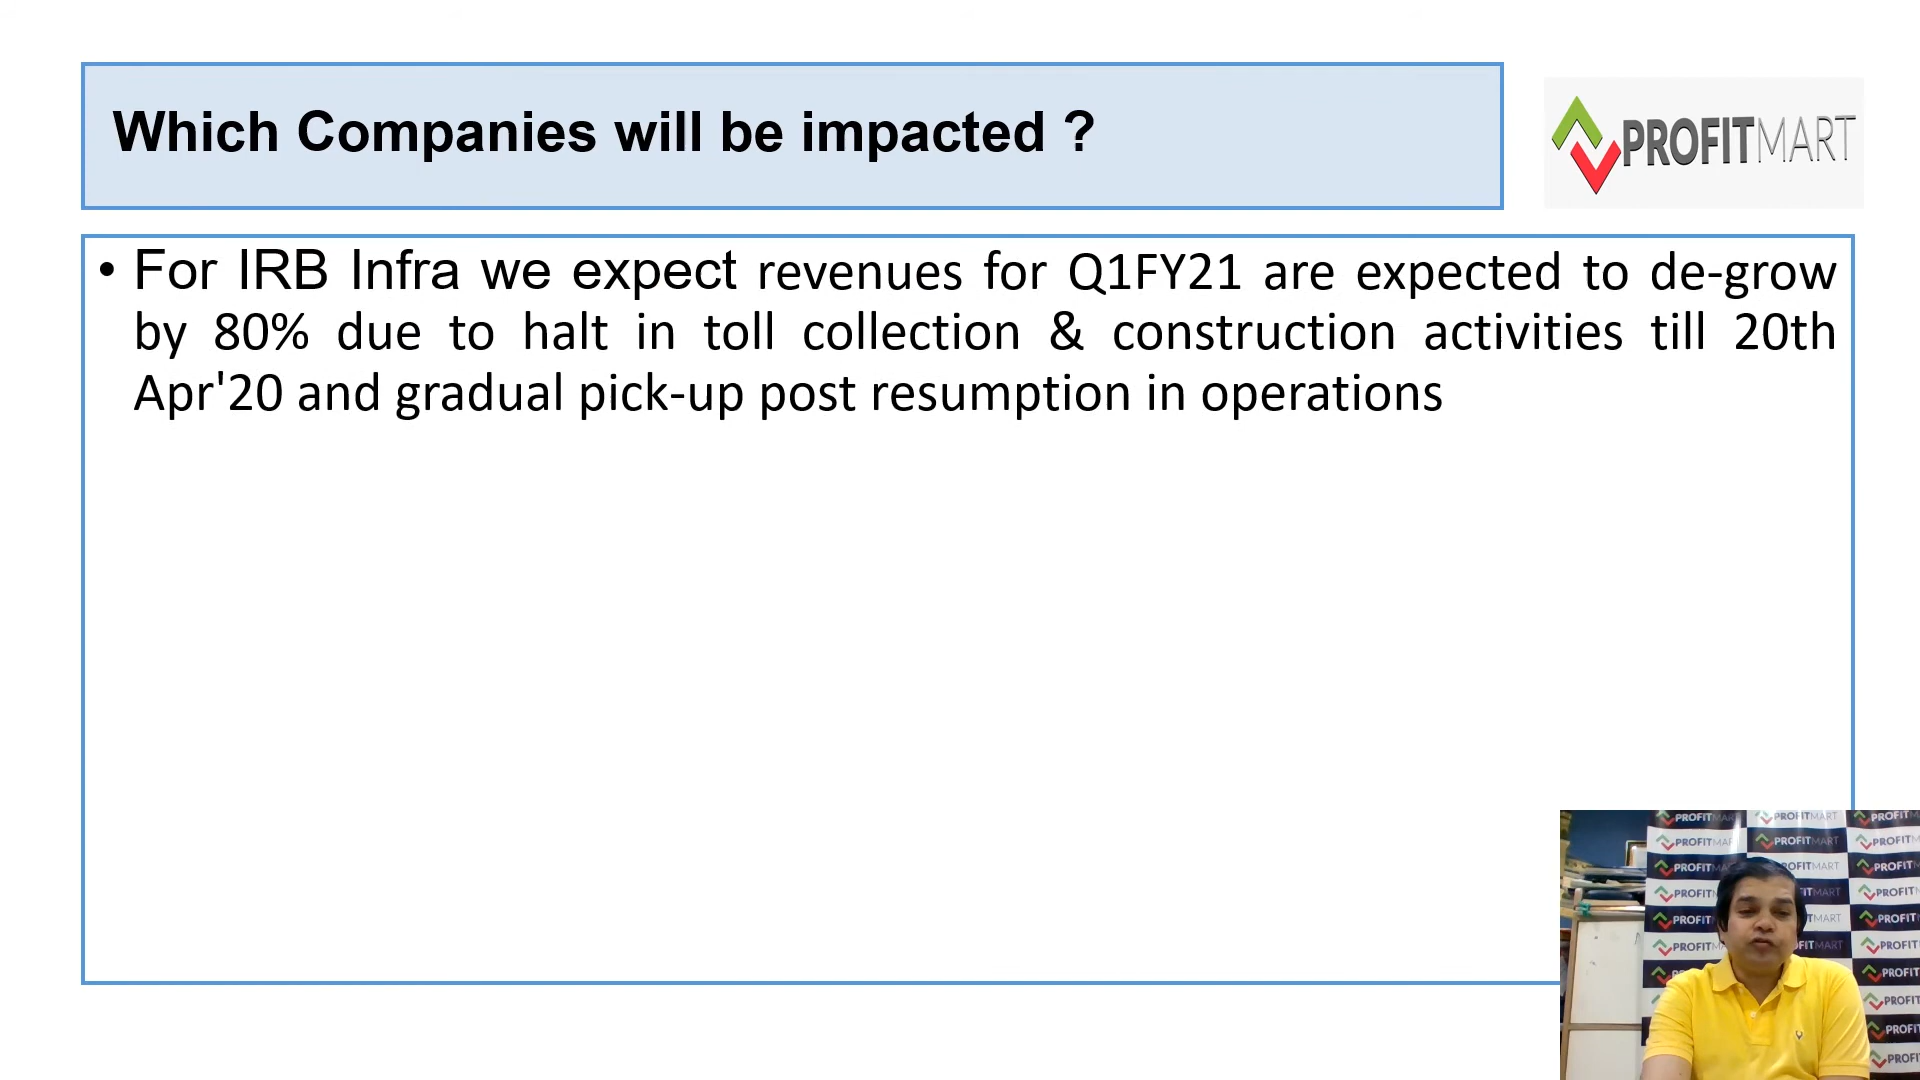 Which Companies will be impacted ?
PROFITMART
• For IRB Infra we expect revenues for Q1FY21 are expected to de-grow
by 80% due to halt in toll collection & construction activities till 20th
Apr'20 and gradual pick-up post resumption in operations
PROFITMART
PROFITMART